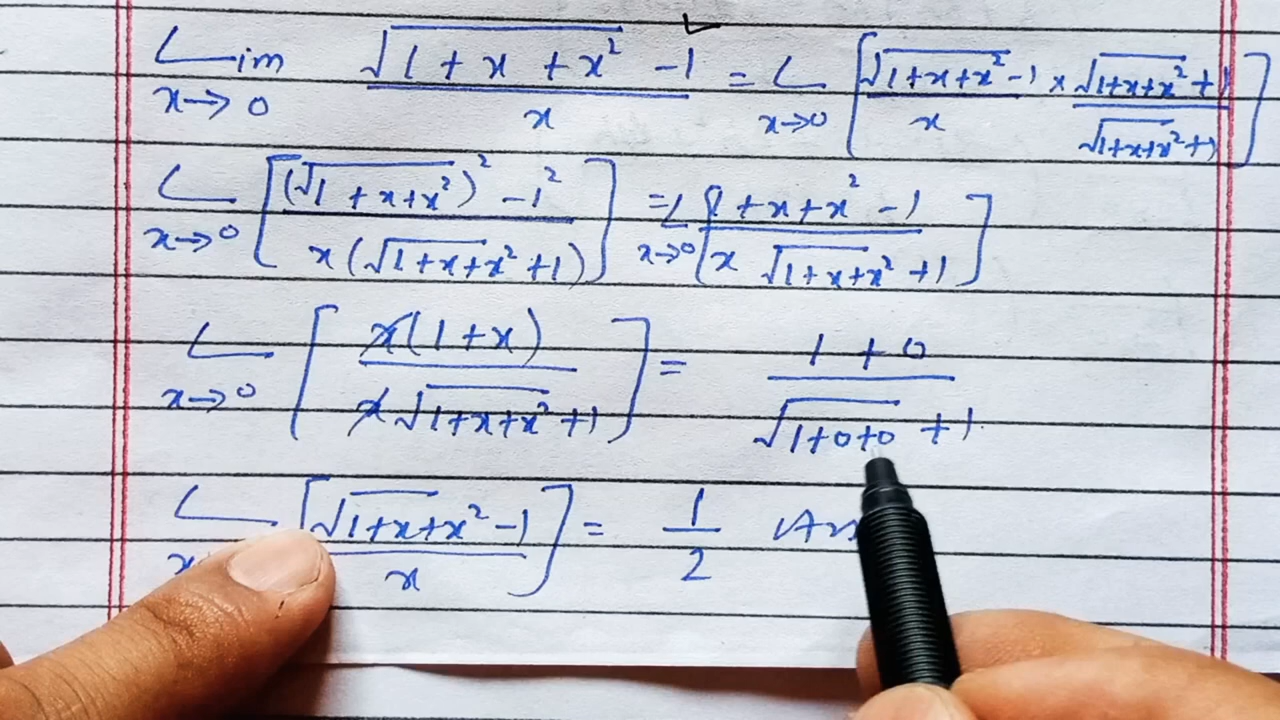 Lim x→0 √(1+x+x²) -1 / x = L x→0 [√(1+x+x²) -1 / x × √(1+x+x²) +1 / √(1+x+x²) +1]
L x→0 [(√(1+x+x²))² -1² / x(√(1+x+x²) +1)] = L x→0 [1+x+x² -1 / x √(1+x+x²) +1]
L x→0 [x(1+x) / x√(1+x+x²) +1] = 1+0 / √(1+0+0) +1
L [√(1+x+x²) -1 / x] = 1/2